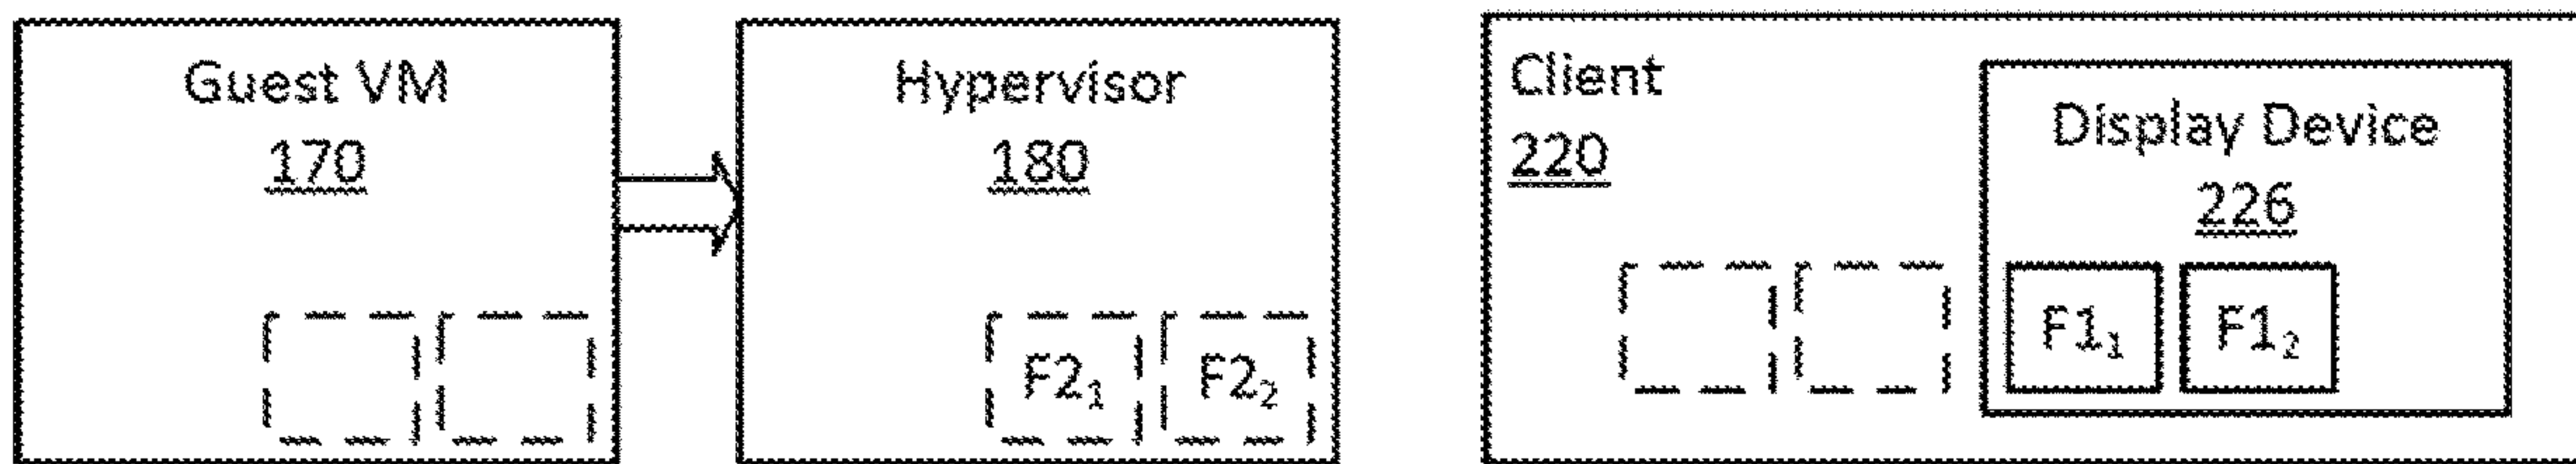 Guest VM
170
Hypervisor
180
F2₁ F2₂
Client
220
Display Device
226
F1₁ F1₂